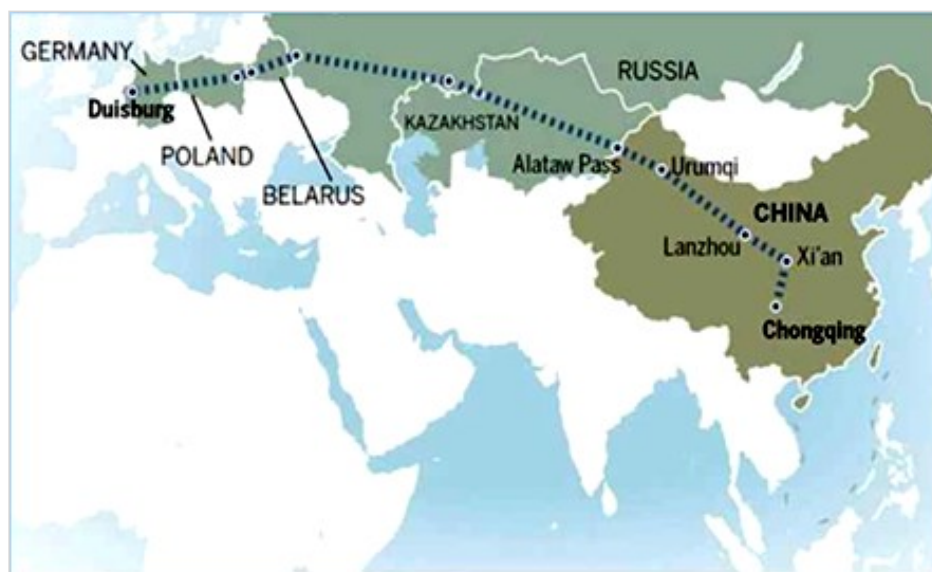 GERMANY
Duisburg
POLAND
BELARUS
KAZAKHSTAN
RUSSIA
Alataw Pass
Urumqi
CHINA
Lanzhou
Xi'an
Chongqing